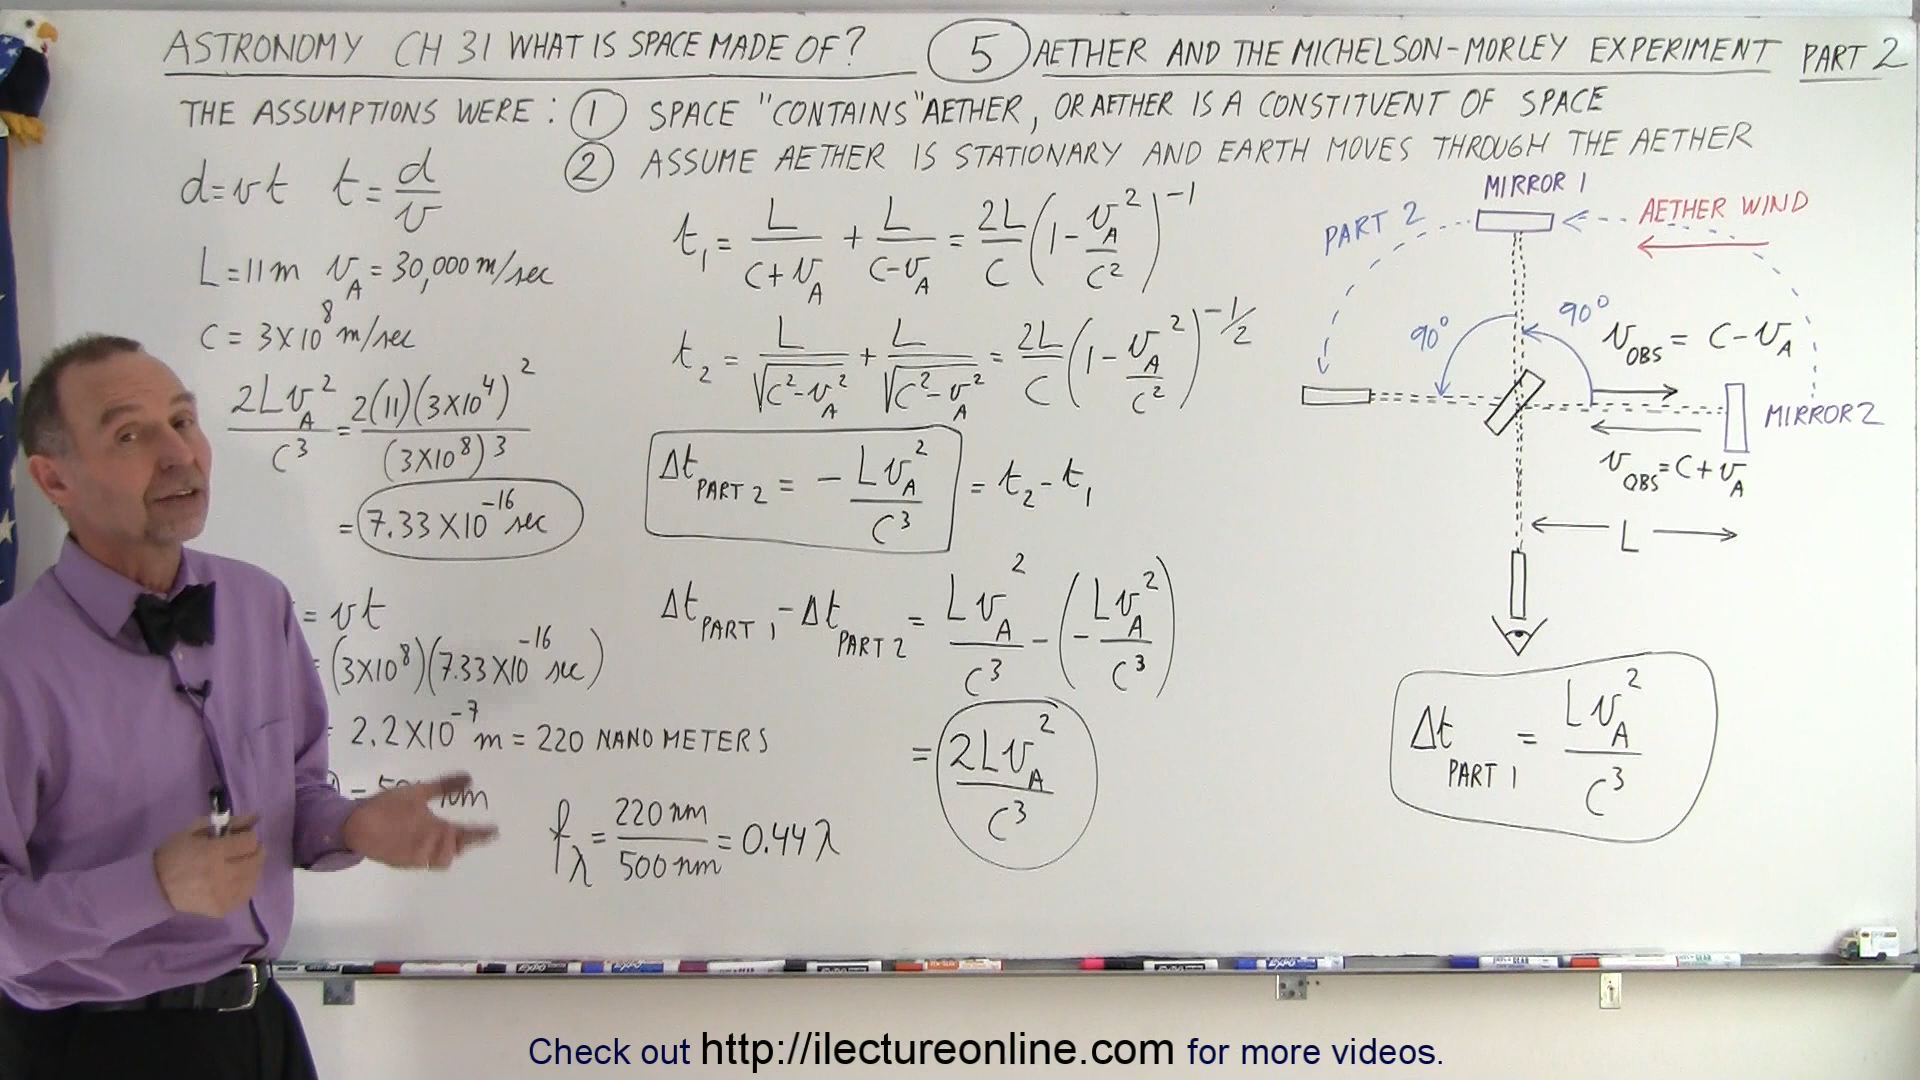 ASTRONOMY CH 31 WHAT IS SPACE MADE OF? 5 AETHER AND THE MICHELSON-MORLEY EXPERIMENT PART 2
THE ASSUMPTIONS WERE: 1 SPACE "CONTAINS" AETHER, OR AETHER IS A CONSTITUENT OF SPACE
2 ASSUME AETHER IS STATIONARY AND EARTH MOVES THROUGH THE AETHER
d=vt t=d/v
L=11m v_A=30,000 m/sec
c=3X10^8 m/sec
2Lv_A^2/c^3 = 2(11)(3X10^4)^2/(3X10^8)^3
= 7.33X10^-16 sec
= vt
= (3X10^8)(7.33X10^-16 sec)
= 2.2X10^-7 m = 220 NANOMETERS
nm
f_λ = 220 nm/500 nm = 0.44λ
t_1 = L/(c+v_A) + L/(c-v_A) = 2L/c (1-v_A^2/c^2)^-1
t_2 = L/√(c^2-v_A^2) + L/√(c^2-v_A^2) = 2L/c (1-v_A^2/c^2)^-1/2
Δt_PART 2 = -Lv_A^2/c^3 = t_2-t_1
Δt_PART 1 - Δt_PART 2 = Lv_A^2/c^3 - (-Lv_A^2/c^3)
= 2Lv_A^2/c^3
MIRROR 1
PART 2
AETHER WIND
90°
90°
v_OBS = c-v_A
MIRROR 2
v_OBS=c+v_A
L
Δt_PART 1 = Lv_A^2/c^3
Check out http://ilectureonline.com for more videos.